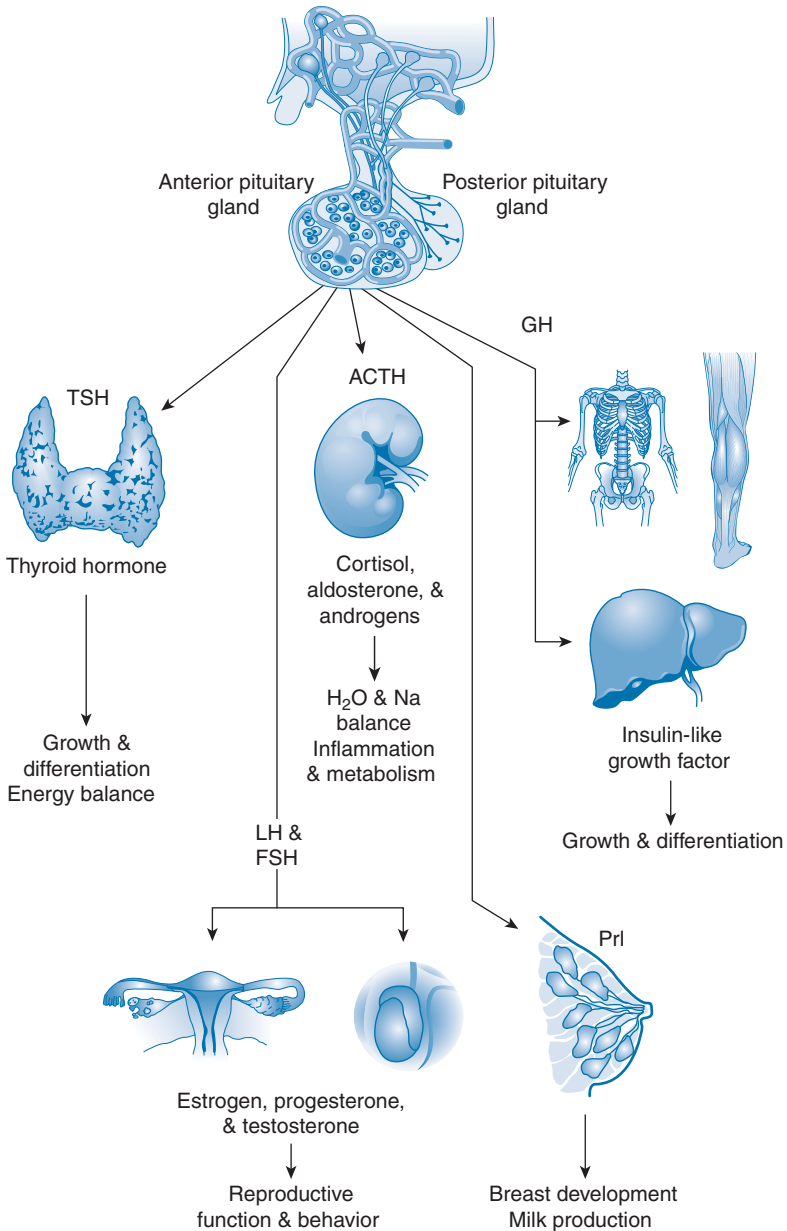 Anterior pituitary
gland
Posterior pituitary
gland
GH
TSH
ACTH
Thyroid hormone
Cortisol,
aldosterone, &
androgens
Growth &
differentiation
Energy balance
H₂O & Na
balance
Inflammation
& metabolism
Insulin-like
growth factor
Growth & differentiation
LH &
FSH
Prl
Estrogen, progesterone,
& testosterone
Reproductive
function & behavior
Breast development
Milk production